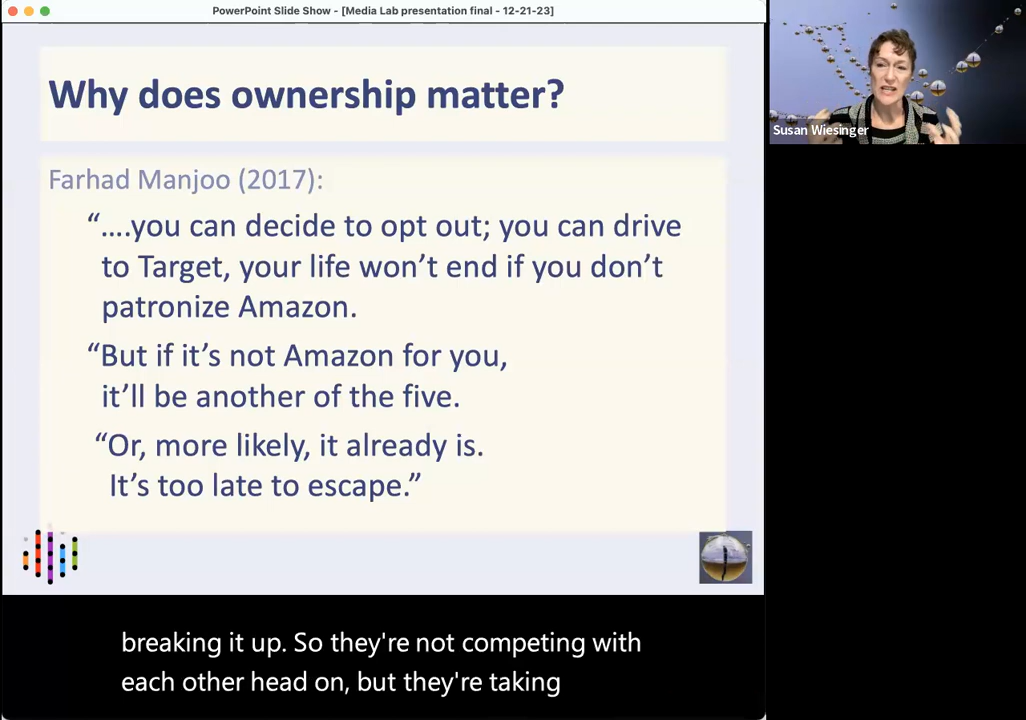 PowerPoint Slide Show - [Media Lab presentation final - 12-21-23]
Why does ownership matter?
Farhad Manjoo (2017):
“....you can decide to opt out; you can drive
to Target, your life won’t end if you don’t
patronize Amazon.
“But if it’s not Amazon for you,
it’ll be another of the five.
“Or, more likely, it already is.
It’s too late to escape.”
Susan Wiesinger
breaking it up. So they're not competing with
each other head on, but they're taking